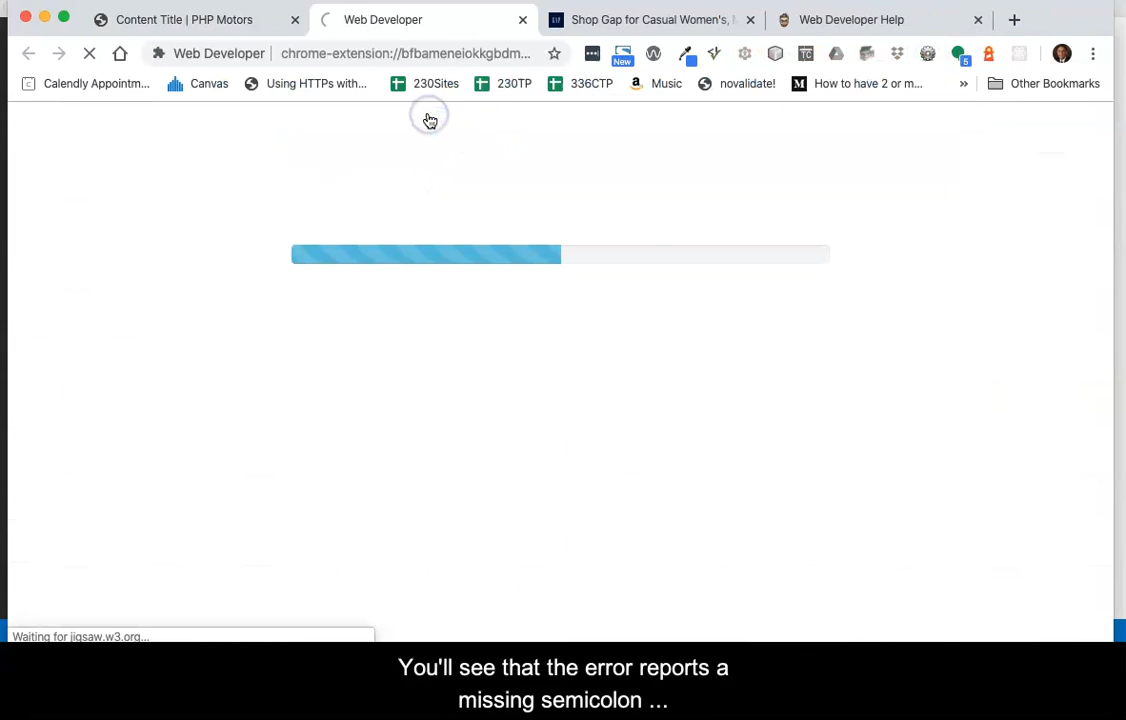 Content Title | PHP Motors
Web Developer
Shop Gap for Casual Women's,
Web Developer Help
Web Developer
chrome-extension://bfbameneiokkgbdm...
New
TC
5
Calendly Appointm...
Canvas
Using HTTPs with...
230Sites
230TP
336CTP
Music
novalidate!
M
How to have 2 or m...
»
Other Bookmarks
Waiting for jigsaw.w3.org...
You'll see that the error reports a
missing semicolon ...